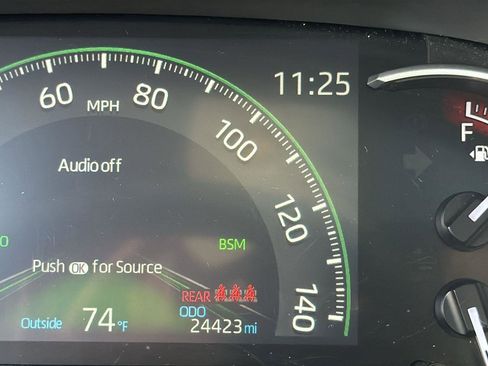 11:25
60
MPH
80
100
120
140
F
Audio off
BSM
Push OK for Source
REAR
ODO
Outside 74°F
24423 mi